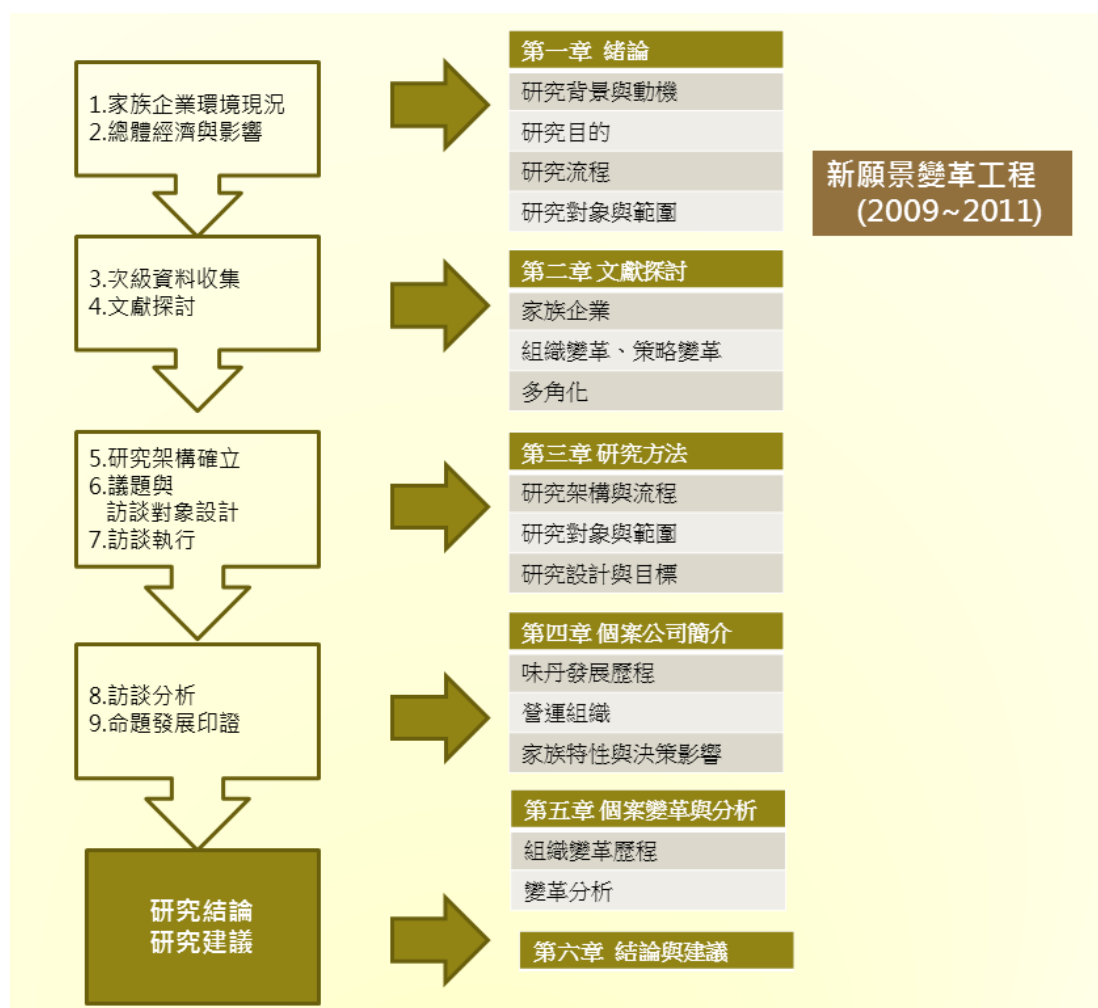 1.家族企業環境現況
2.總體經濟與影響
第一章 緒論
研究背景與動機
研究目的
研究流程
研究對象與範圍
新願景變革工程
(2009~2011)
3.次級資料收集
4.文獻探討
第二章 文獻探討
家族企業
組織變革、策略變革
多角化
5.研究架構確立
6.議題與
訪談對象設計
7.訪談執行
第三章 研究方法
研究架構與流程
研究對象與範圍
研究設計與目標
8.訪談分析
9.命題發展印證
第四章 個案公司簡介
味丹發展歷程
營運組織
家族特性與決策影響
第五章 個案變革與分析
組織變革歷程
變革分析
研究結論
研究建議
第六章 結論與建議